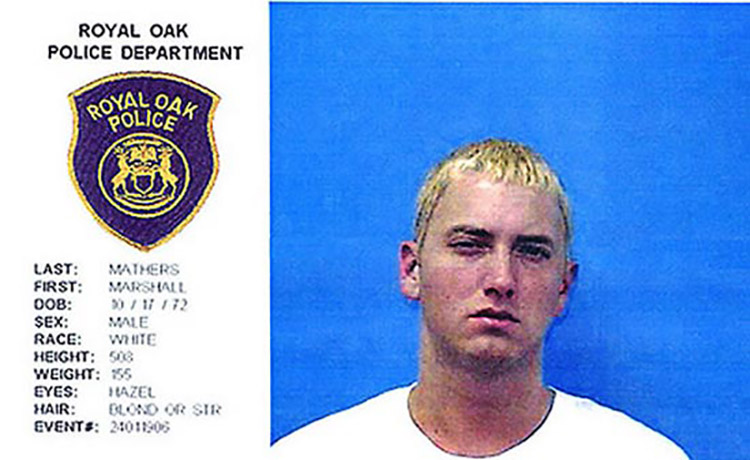 ROYAL OAK
POLICE DEPARTMENT
ROYAL OAK
POLICE
LAST: MATHERS
FIRST: MARSHALL
DOB: 10 / 17 / 72
SEX: MALE
RACE: WHITE
HEIGHT: 508
WEIGHT: 155
EYES: HAZEL
HAIR: BLOND OR STR
EVENT#: 24011906